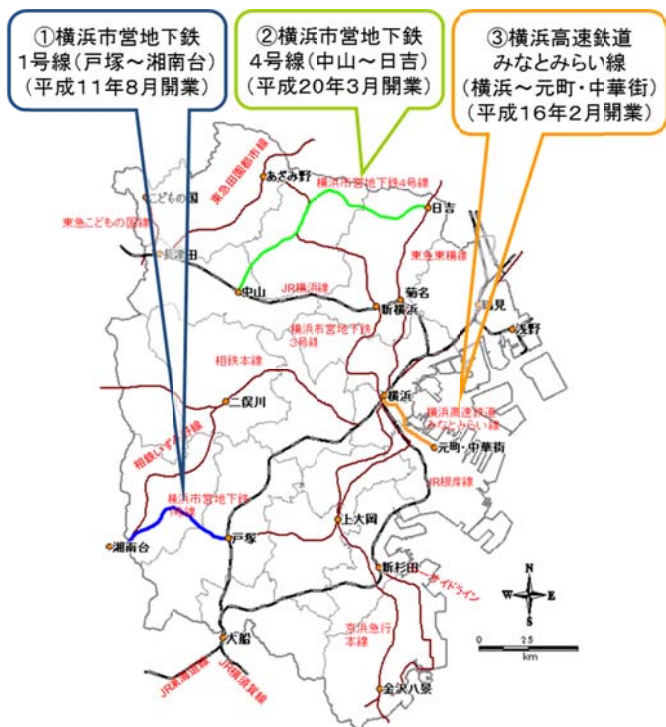 ①横浜市営地下鉄
1号線(戸塚～湘南台)
(平成11年8月開業)
②横浜市営地下鉄
4号線(中山～日吉)
(平成20年3月開業)
③横浜高速鉄道
みなとみらい線
(横浜～元町・中華街)
(平成16年2月開業)
あざみ野
東急田園都市線
横浜市営地下鉄4号線
こどもの国
日吉
東急こどもの国線
長津田
東急東横線
中山
JR横浜線
菊名
新横浜
鶴見
浅野
横浜市営地下鉄
3号線
相鉄本線
横浜
二俣川
横浜高速鉄道
みなとみらい線
元町・中華街
相鉄いずみ野線
JR根岸線
横浜市営地下鉄
1号線
上大岡
湘南台
戸塚
新杉田
シーサイドライン
N
W
E
S
京浜急行
本線
大船
0
25
km
JR東海道線
JR横須賀線
金沢八景